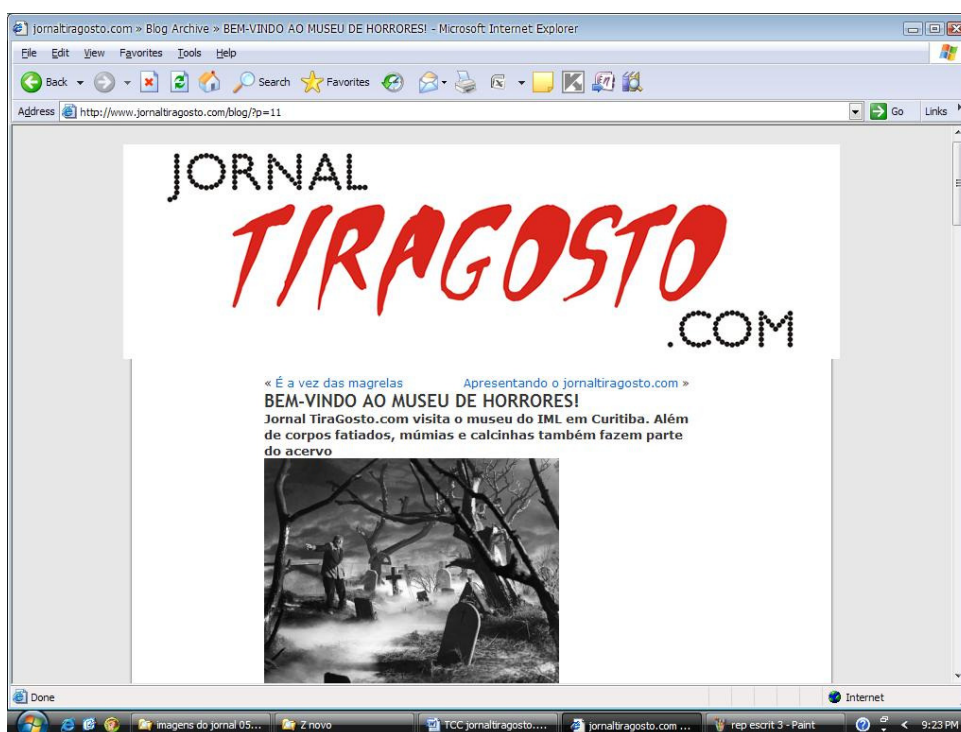 jornaltiragosto.com » Blog Archive » BEM-VINDO AO MUSEU DE HORRORES! - Microsoft Internet Explorer
File Edit View Favorites Tools Help
Back Search Favorites
Address http://www.jornaltiragosto.com/blog/?p=11 Go Links
JORNAL
TIRAGOSTO
.COM
« É a vez das magrelas Apresentando o jornaltiragosto.com »
BEM-VINDO AO MUSEU DE HORRORES!
Jornal TiraGosto.com visita o museu do IML em Curitiba. Além
de corpos fatiados, múmias e calcinhas também fazem parte
do acervo
Done Internet
imagens do jornal 05... Z novo TCC jornaltiragosto.... jornaltiragosto.com ... rep escrit 3 - Paint 9:23 PM